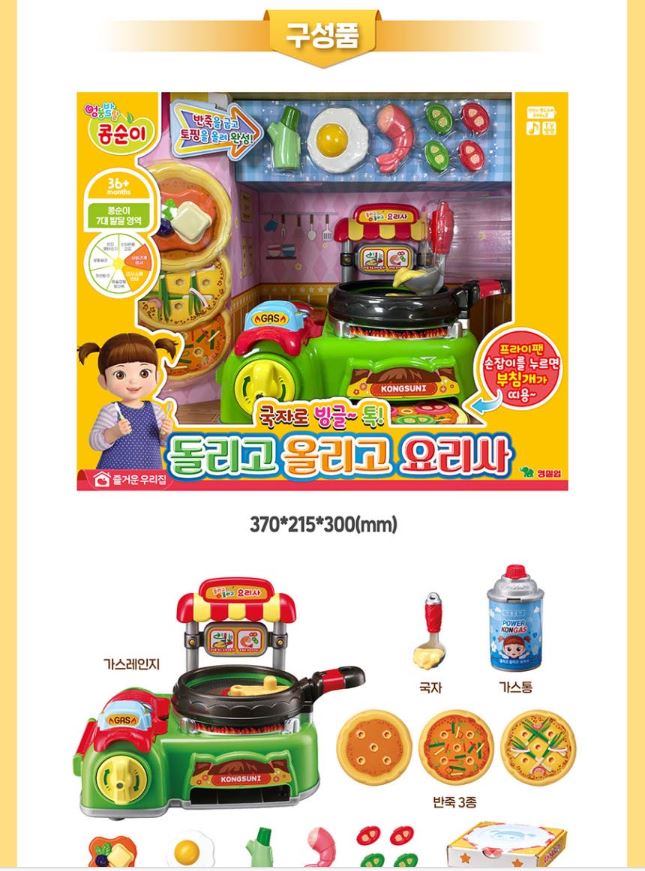 구성품
엉뚱발랄
콩순이
반죽을 굽고
토핑을 올려 완성!
36+
months
콩순이
7대 발달 영역
요리사
GAS
KONGSUNI
프라이팬
손잡이를 누르면
부침개가
띠용~
국자로 빙글~ 톡!
돌리고 올리고 요리사
즐거운 우리집
영실업
370*215*300(mm)
요리사
가스레인지
GAS
KONGSUNI
국자
POWER
KONGAS
가스통
반죽 3종